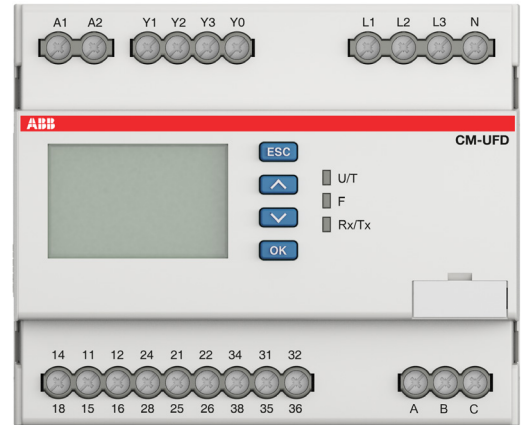 A1 A2 Y1 Y2 Y3 Y0 L1 L2 L3 N
ABB
CM-UFD
ESC
U/T
F
Rx/Tx
OK
14 11 12 24 21 22 34 31 32
18 15 16 28 25 26 38 35 36 A B C